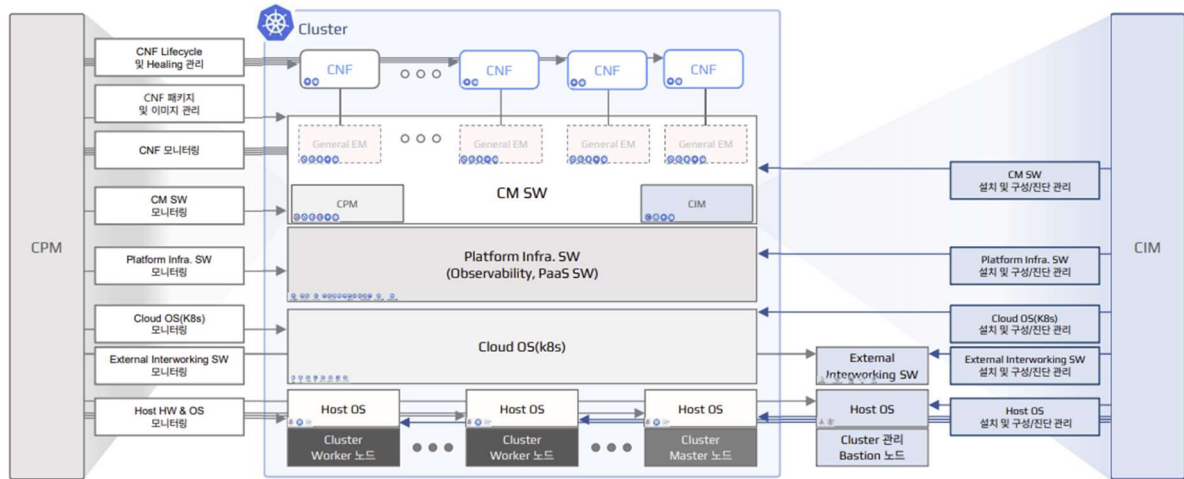 Cluster
CPM
CNF Lifecycle
및 Healing 관리
CNF 패키지
및 이미지 관리
CNF 모니터링
CM SW
모니터링
Platform Infra. SW
모니터링
Cloud OS(K8s)
모니터링
External Interworking SW
모니터링
Host HW & OS
모니터링
CNF
CNF
CNF
CNF
General EM
General EM
General EM
General EM
CM SW
CPM
CIM
Platform Infra. SW
(Observability, PaaS SW)
Cloud OS(k8s)
External
Interworking SW
Host OS
Host OS
Host OS
Host OS
Cluster
Worker 노드
Cluster
Worker 노드
Cluster
Master 노드
Cluster 관리
Bastion 노드
CM SW
설치 및 구성/진단 관리
Platform Infra. SW
설치 및 구성/진단 관리
Cloud OS(K8s)
설치 및 구성/진단 관리
External Interworking SW
설치 및 구성/진단 관리
Host OS
설치 및 구성/진단 관리
CIM